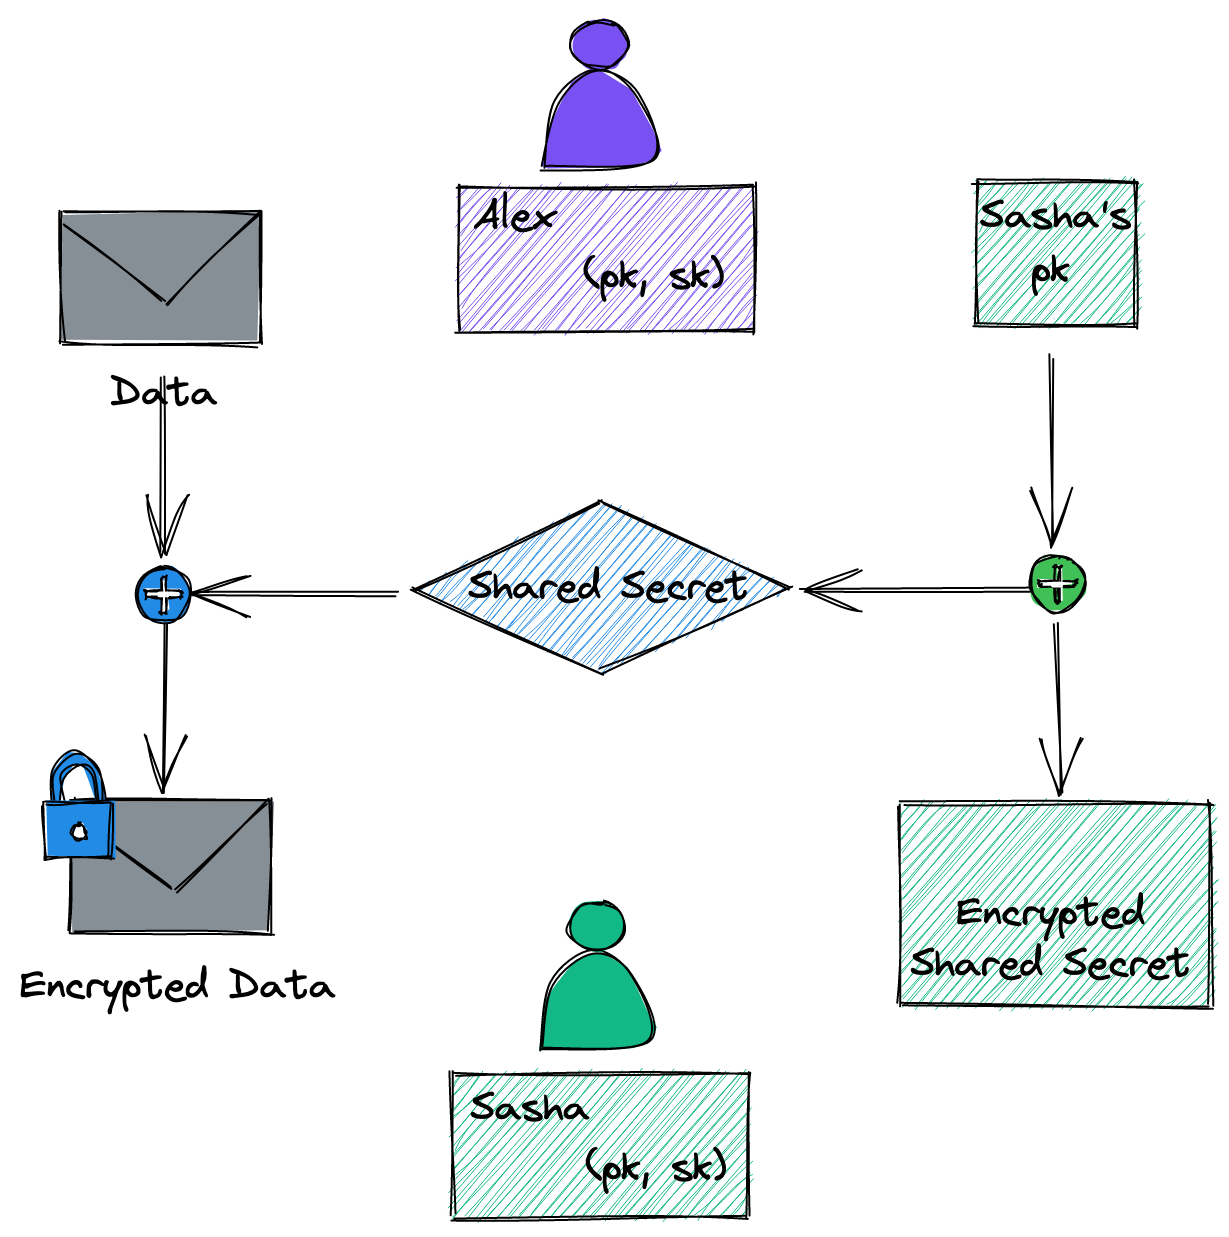 Alex
(pk, sk)
Sasha's
pk
Data
Shared Secret
Encrypted
Shared Secret
Encrypted Data
Sasha
(pk, sk)